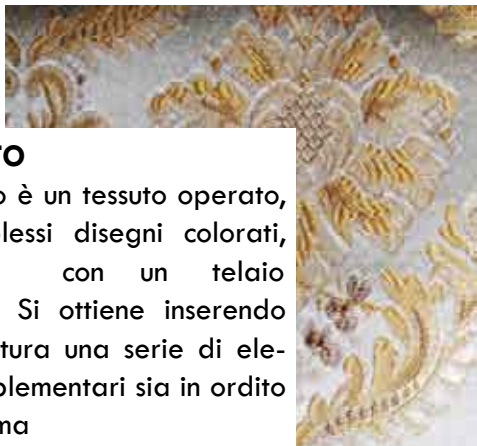 TO
o è un tessuto operato,
lessi disegni colorati,
con un telaio
Si ottiene inserendo
tura una serie di ele-
plementari sia in ordito
ma